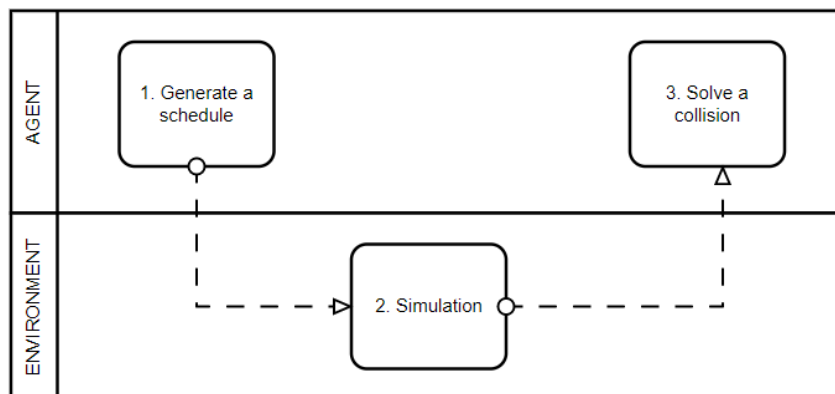 AGENT
1. Generate a
schedule
3. Solve a
collision
ENVIRONMENT
2. Simulation